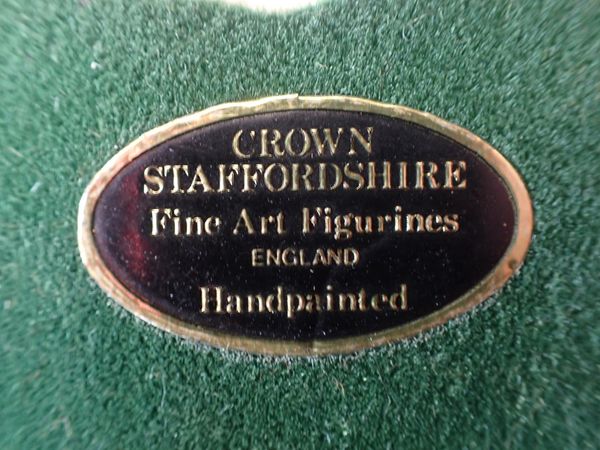 CROWN
STAFFORDSHIRE
Fine Art Figurines
ENGLAND
Handpainted